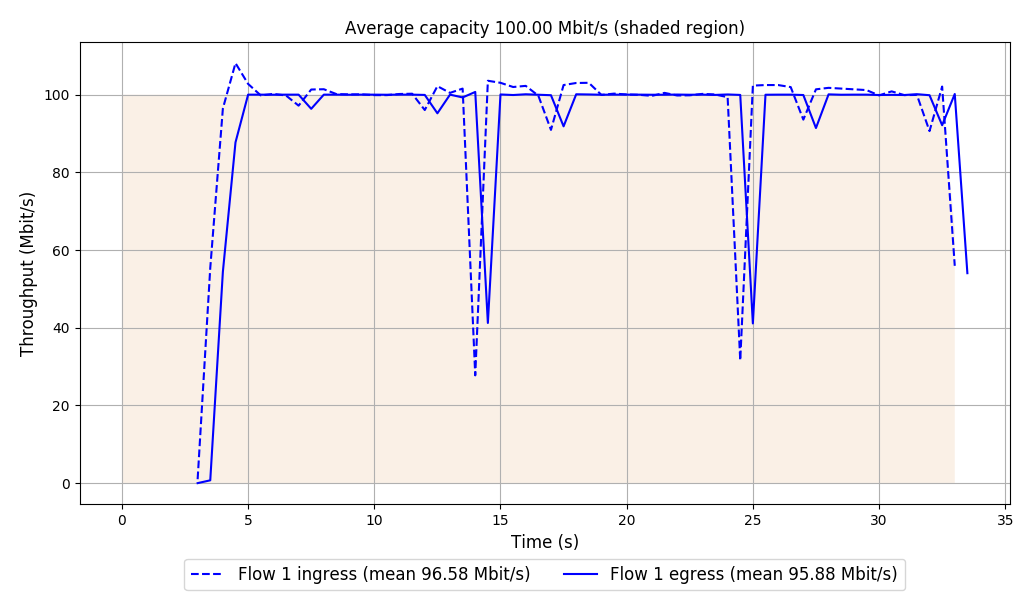 Average capacity 100.00 Mbit/s (shaded region)
Throughput (Mbit/s)
100
80
60
40
20
0
0 5 10 15 20 25 30 35
Time (s)
Flow 1 ingress (mean 96.58 Mbit/s) Flow 1 egress (mean 95.88 Mbit/s)